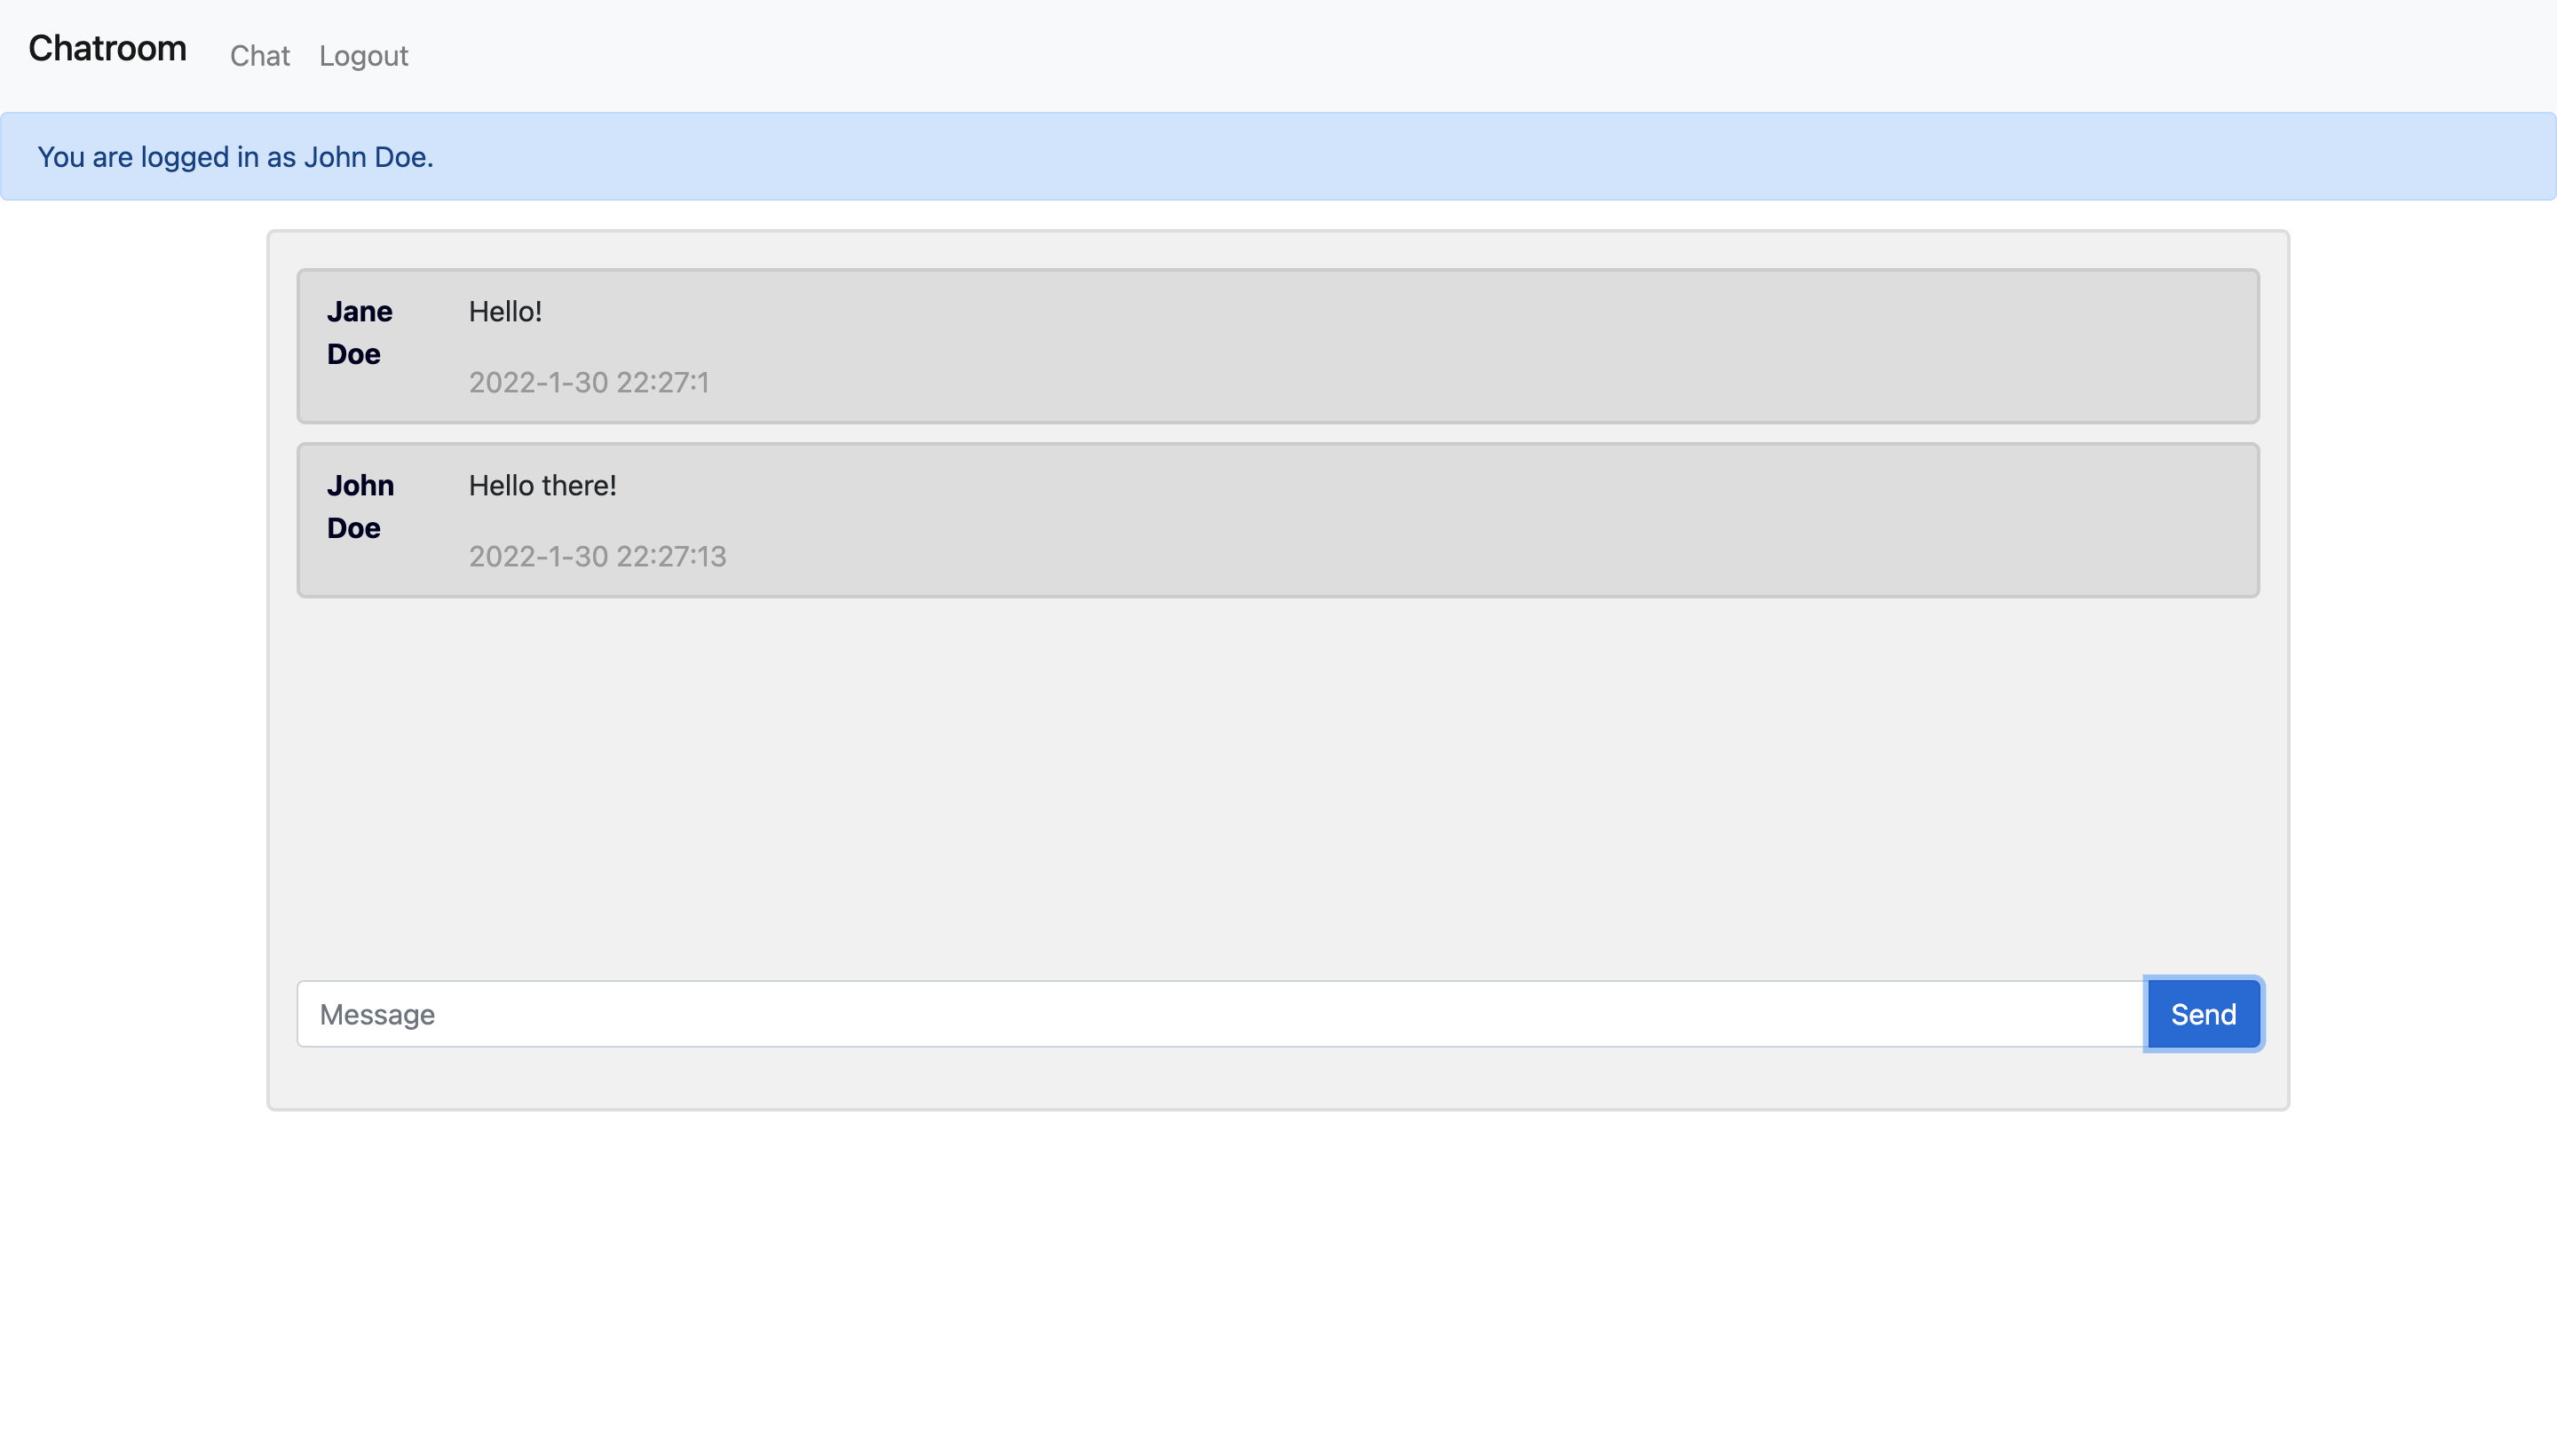 Chatroom Chat Logout
You are logged in as John Doe.
Jane Hello!
Doe
2022-1-30 22:27:1
John Hello there!
Doe
2022-1-30 22:27:13
Message Send